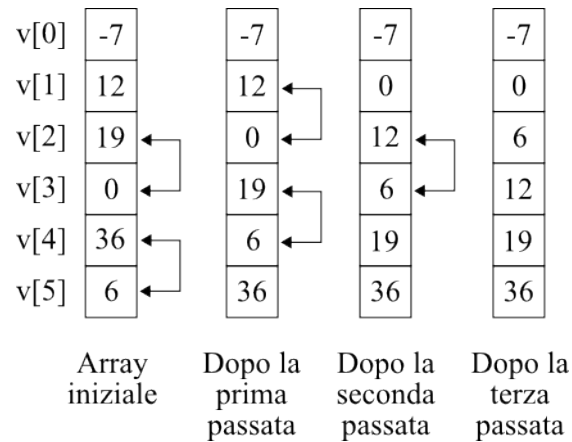 v[0] -7 -7 -7 -7
v[1] 12 12 0 0
v[2] 19 0 12 6
v[3] 0 19 6 12
v[4] 36 6 19 19
v[5] 6 36 36 36
Array Dopo la Dopo la Dopo la
iniziale prima seconda terza
passata passata passata